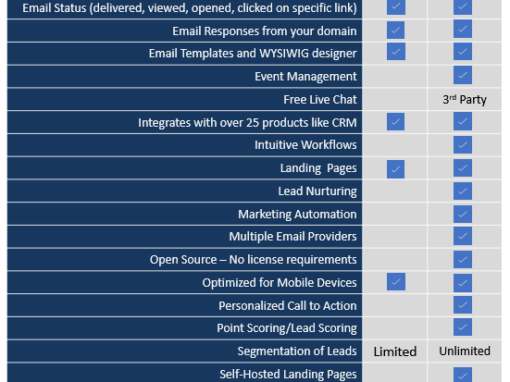 Email Status (delivered, viewed, opened, clicked on specific link)
Email Responses from your domain
Email Templates and WYSIWIG designer
Event Management
Free Live Chat 3rd Party
Integrates with over 25 products like CRM
Intuitive Workflows
Landing Pages
Lead Nurturing
Marketing Automation
Multiple Email Providers
Open Source – No license requirements
Optimized for Mobile Devices
Personalized Call to Action
Point Scoring/Lead Scoring
Segmentation of Leads Limited Unlimited
Self-Hosted Landing Pages